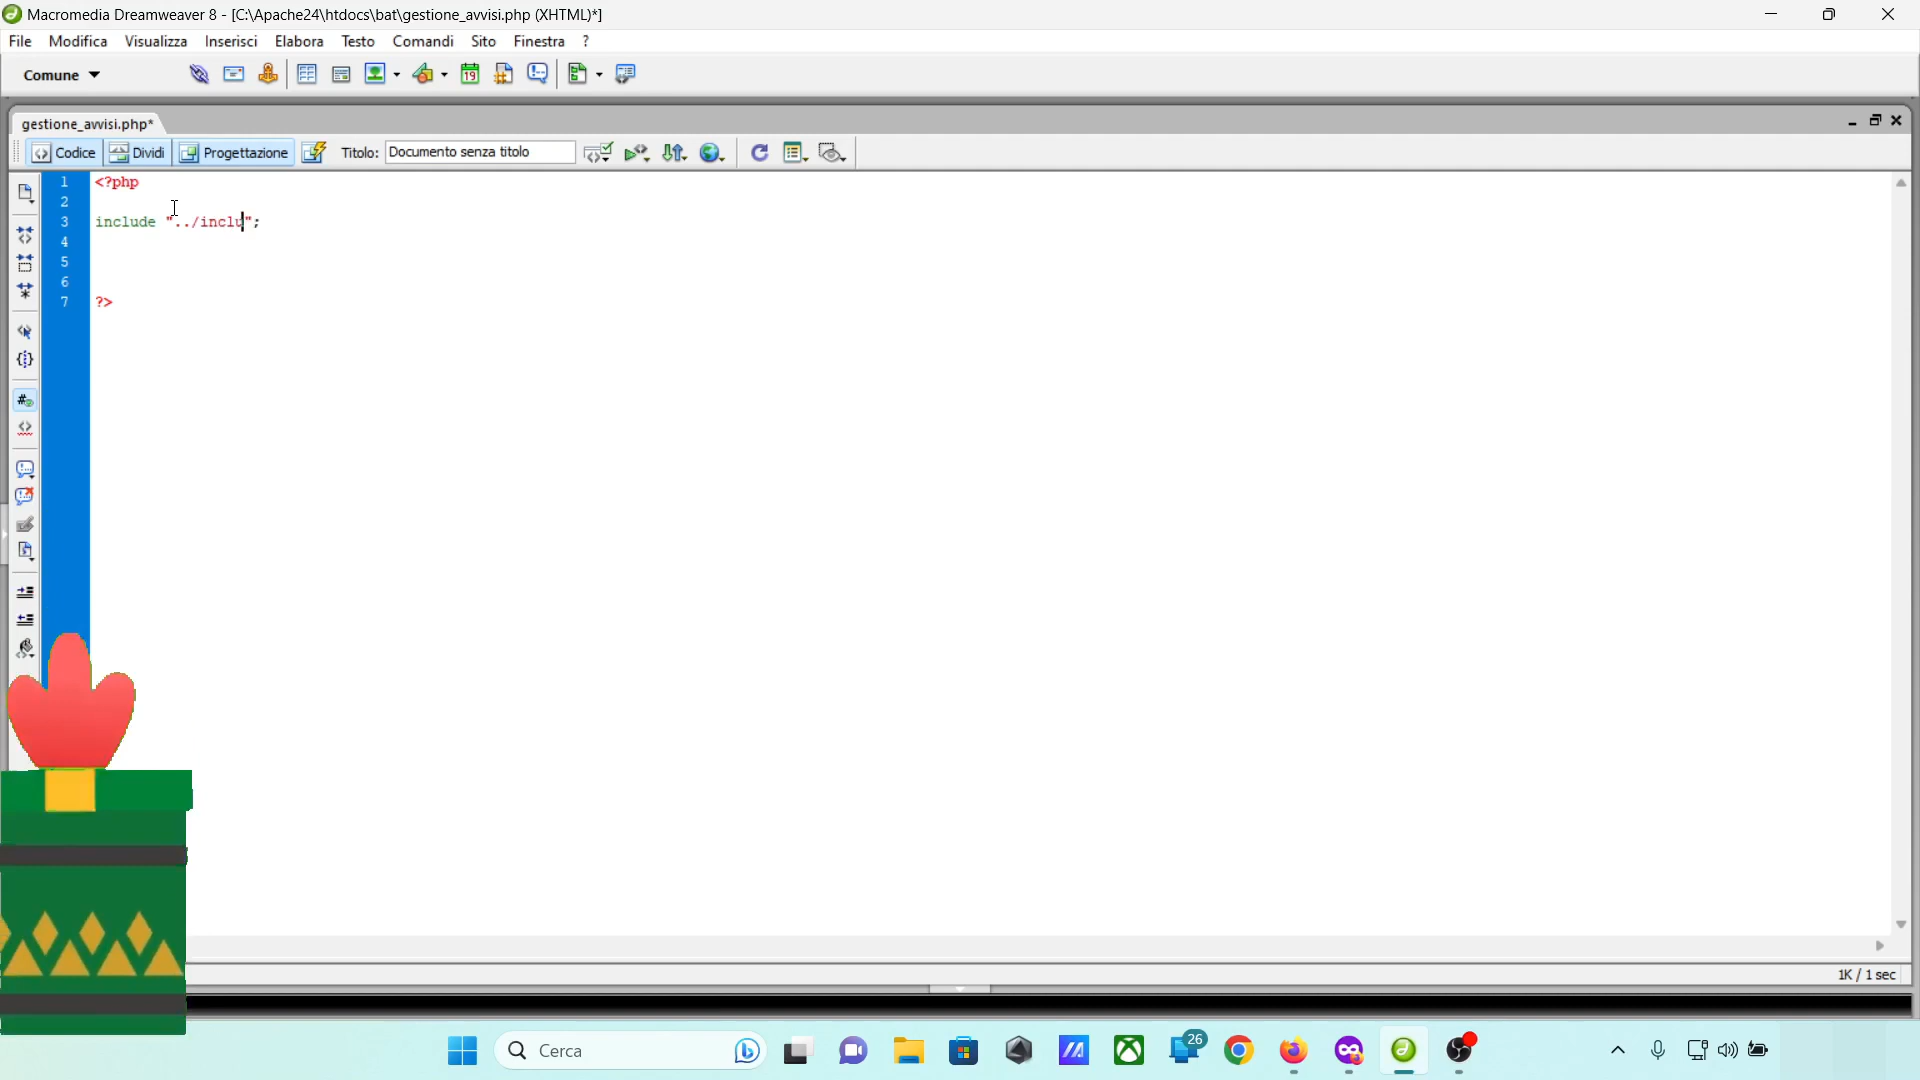 Macromedia Dreamweaver 8 - [C:\Apache24\htdocs\bat\gestione_avvisi.php (XHTML)*]
File Modifica Visualizza Inserisci Elabora Testo Comandi Sito Finestra ?
Comune
19
gestione_avvisi.php*
Codice Dividi Progettazione Titolo: Documento senza titolo
1 <?php
2
3 include "../inclu";
4
5
6
7 ?>
1K / 1 sec
Cerca
26